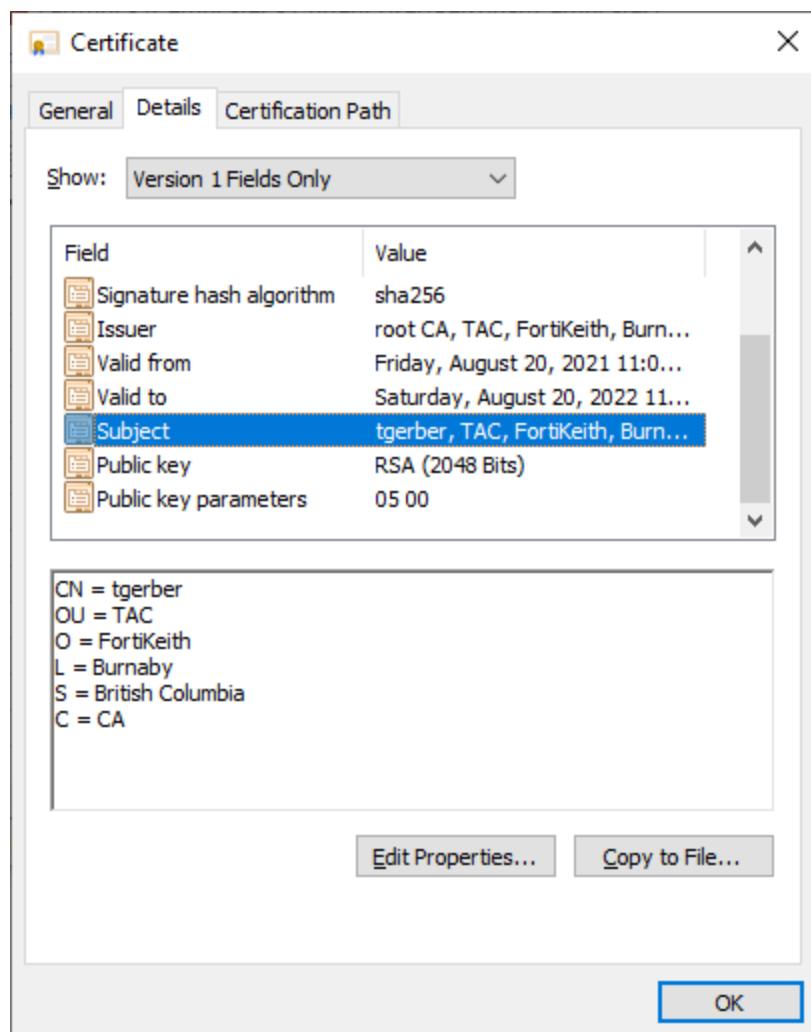 Certificate
General Details Certification Path
Show: Version 1 Fields Only
Field Value
Signature hash algorithm sha256
Issuer root CA, TAC, FortiKeith, Burn...
Valid from Friday, August 20, 2021 11:0...
Valid to Saturday, August 20, 2022 11...
Subject tgerber, TAC, FortiKeith, Burn...
Public key RSA (2048 Bits)
Public key parameters 05 00
CN = tgerber
OU = TAC
O = FortiKeith
L = Burnaby
S = British Columbia
C = CA
Edit Properties... Copy to File...
OK